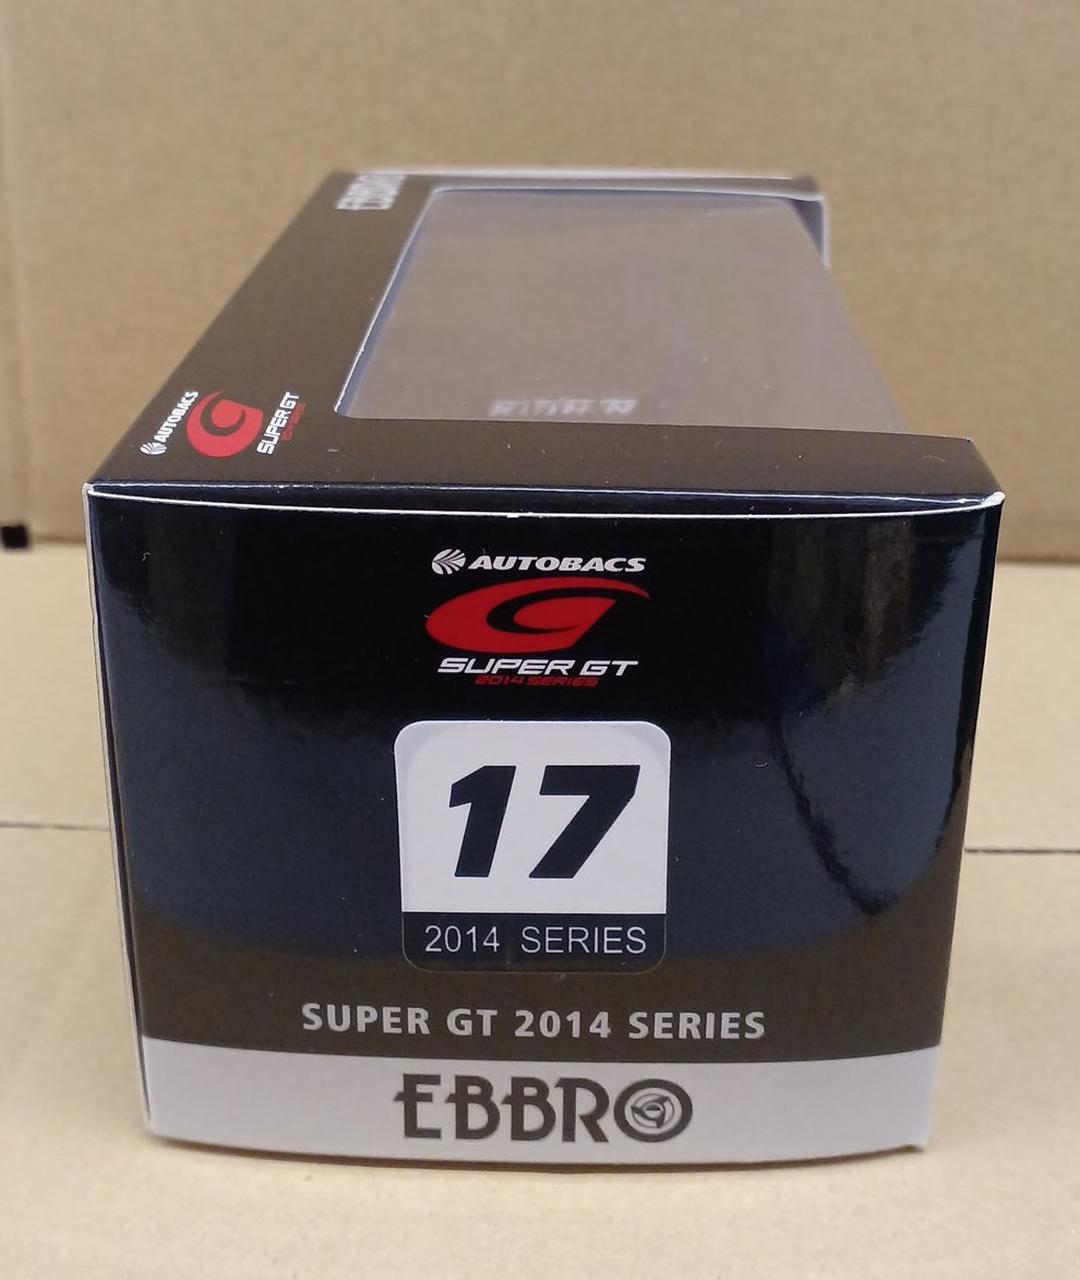 EBBRO
AUTOBACS
SUPER GT
AUTOBACS
SUPER GT
2014 SERIES
17
2014 SERIES
SUPER GT 2014 SERIES
EBBRO